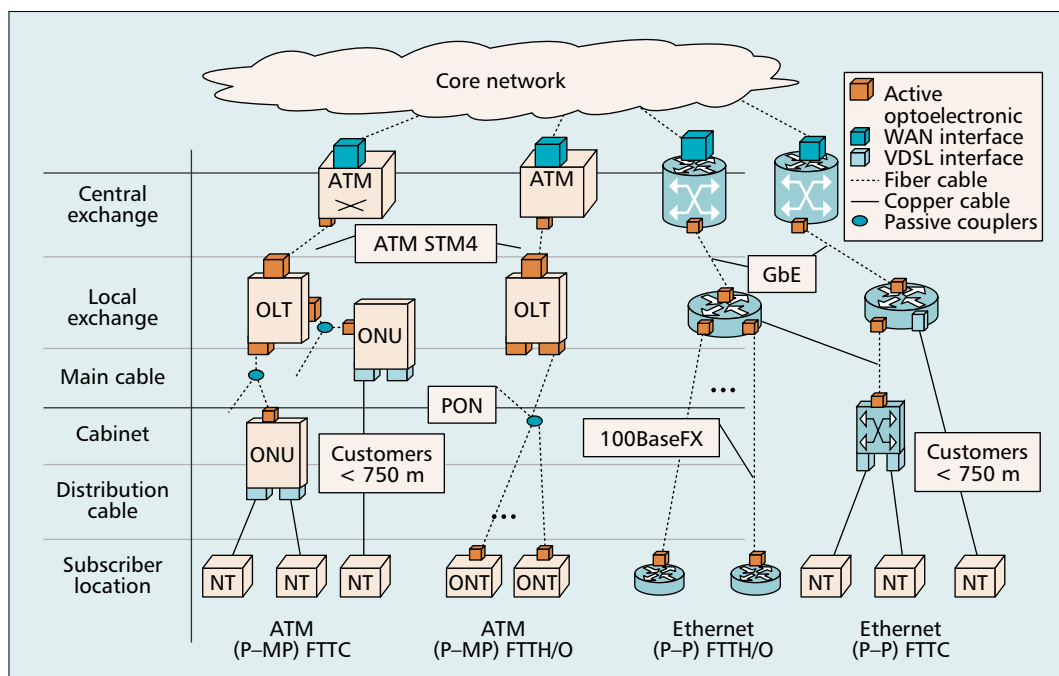 Core network
Active
optoelectronic
WAN interface
VDSL interface
Fiber cable
Copper cable
Passive couplers
Central
exchange
ATM
ATM
ATM STM4
GbE
Local
exchange
OLT
ONU
OLT
Main cable
PON
...
Cabinet
ONU
Customers
< 750 m
100BaseFX
Customers
< 750 m
Distribution
cable
...
Subscriber
location
NT
NT
NT
ONT
ONT
NT
NT
NT
ATM
(P–MP) FTTC
ATM
(P–MP) FTTH/O
Ethernet
(P–P) FTTH/O
Ethernet
(P–P) FTTC